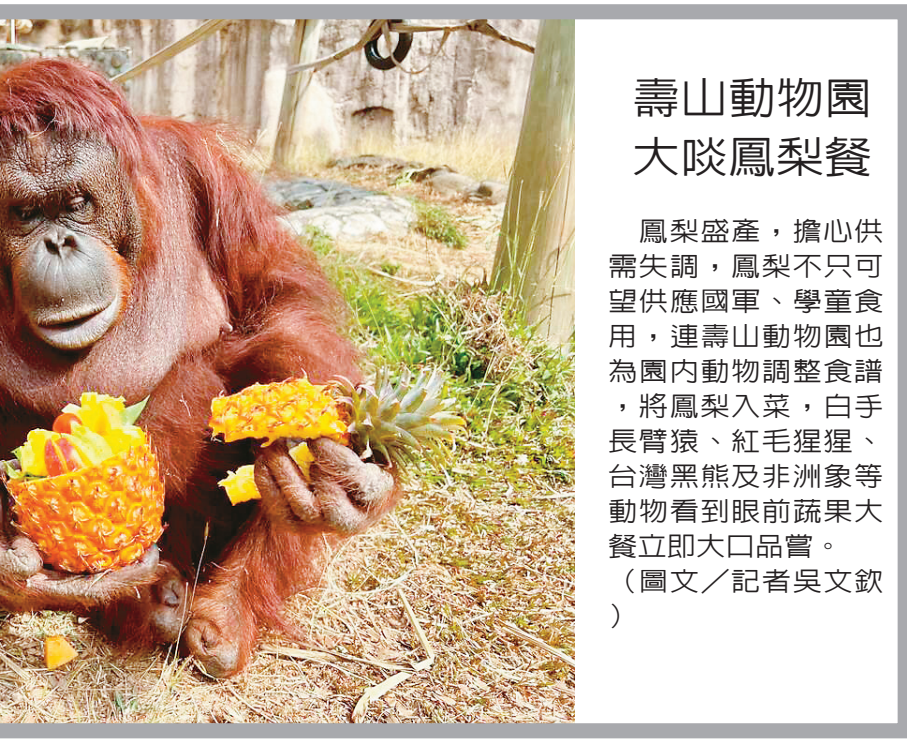 壽山動物園
大啖鳳梨餐
鳳梨盛產，擔心供
需失調，鳳梨不只可
望供應國軍、學童食
用，連壽山動物園也
為園內動物調整食譜
，將鳳梨入菜，白手
長臂猿、紅毛猩猩、
台灣黑熊及非洲象等
動物看到眼前蔬果大
餐立即大口品嘗。
（圖文／記者吳文欽
）